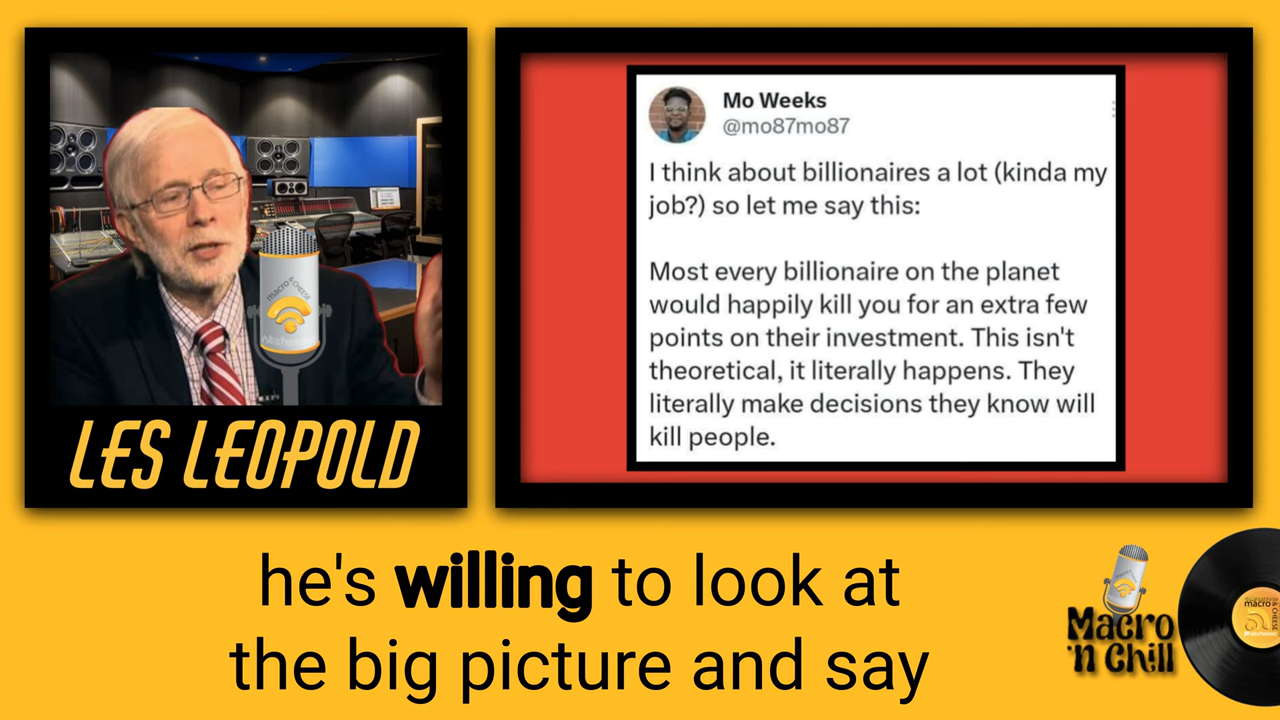 LES LEOPOLD
Mo Weeks
@mo87mo87
I think about billionaires a lot (kinda my
job?) so let me say this:
Most every billionaire on the planet
would happily kill you for an extra few
points on their investment. This isn't
theoretical, it literally happens. They
literally make decisions they know will
kill people.
he's willing to look at
the big picture and say
Macro
'N Chill
macro